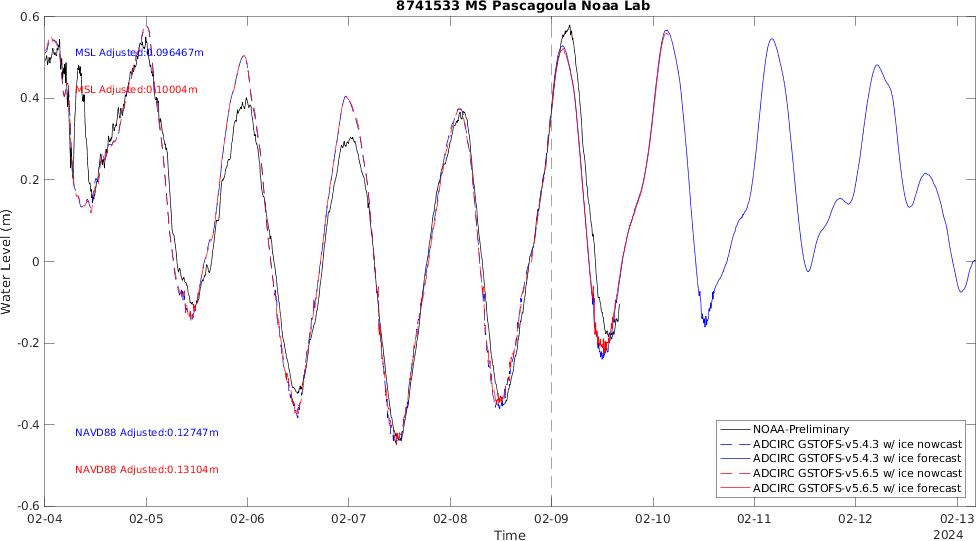 8741533 MS Pascagoula Noaa Lab
0.6
0.4
0.2
0
-0.2
-0.4
-0.6
Water Level (m)
MSL Adjusted:0.096467m
MSL Adjusted:0.10004m
NAVD88 Adjusted:0.12747m
NAVD88 Adjusted:0.13104m
NOAA-Preliminary
ADCIRC GSTOFS-v5.4.3 w/ ice nowcast
ADCIRC GSTOFS-v5.4.3 w/ ice forecast
ADCIRC GSTOFS-v5.6.5 w/ ice nowcast
ADCIRC GSTOFS-v5.6.5 w/ ice forecast
02-04 02-05 02-06 02-07 02-08 02-09 02-10 02-11 02-12 02-13
Time
2024